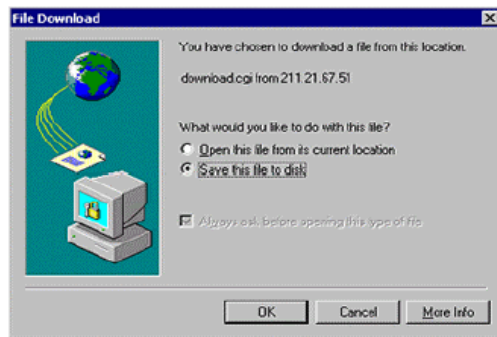 File Download
You have chosen to download a file from this location.
download.cgi from 211.21.67.51
What would you like to do with this file?
Open this file from its current location
Save this file to disk
Always ask before opening this type of file
OK
Cancel
More Info